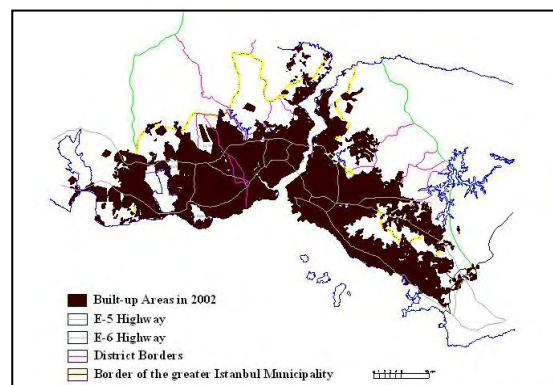 Built-up Areas in 2002
E-5 Highway
E-6 Highway
District Borders
Border of the greater Istanbul Municipality